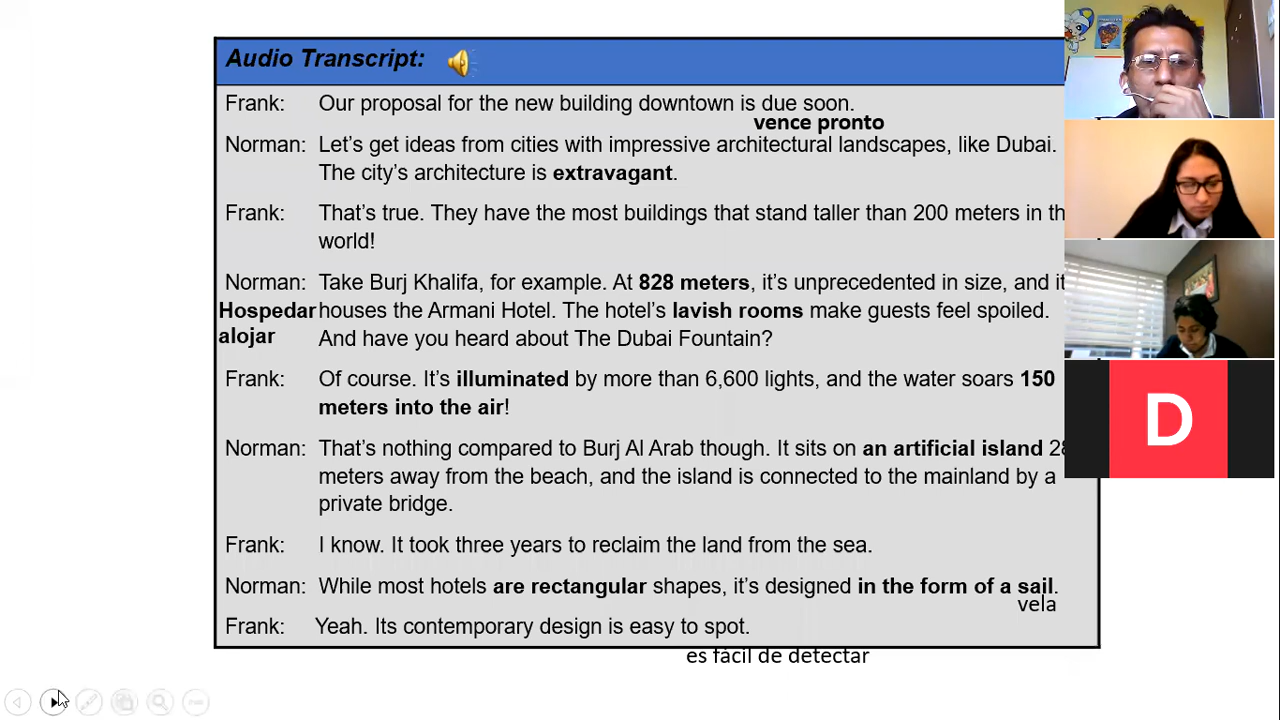 Audio Transcript:
Frank: Our proposal for the new building downtown is due soon.
vence pronto
Norman: Let's get ideas from cities with impressive architectural landscapes, like Dubai.
The city's architecture is extravagant.
Frank: That's true. They have the most buildings that stand taller than 200 meters in th
world!
Norman: Take Burj Khalifa, for example. At 828 meters, it's unprecedented in size, and it
Hospedar houses the Armani Hotel. The hotel's lavish rooms make guests feel spoiled.
alojar And have you heard about The Dubai Fountain?
Frank: Of course. It's illuminated by more than 6,600 lights, and the water soars 150
meters into the air!
Norman: That's nothing compared to Burj Al Arab though. It sits on an artificial island
meters away from the beach, and the island is connected to the mainland by a
private bridge.
Frank: I know. It took three years to reclaim the land from the sea.
Norman: While most hotels are rectangular shapes, it's designed in the form of a sail.
vela
Frank: Yeah. Its contemporary design is easy to spot.
es fácil de detectar
D